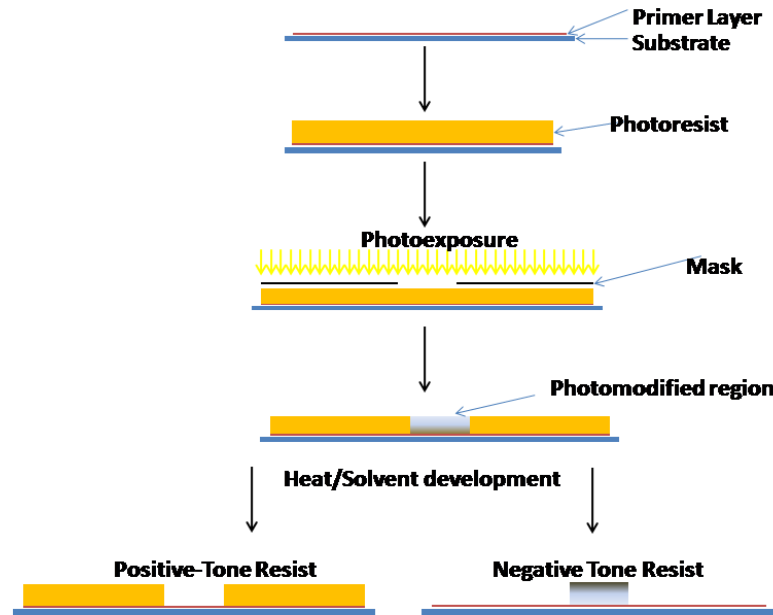 Primer Layer
Substrate
Photoresist
Photoexposure
Mask
Photomodified region
Heat/Solvent development
Positive-Tone Resist
Negative Tone Resist